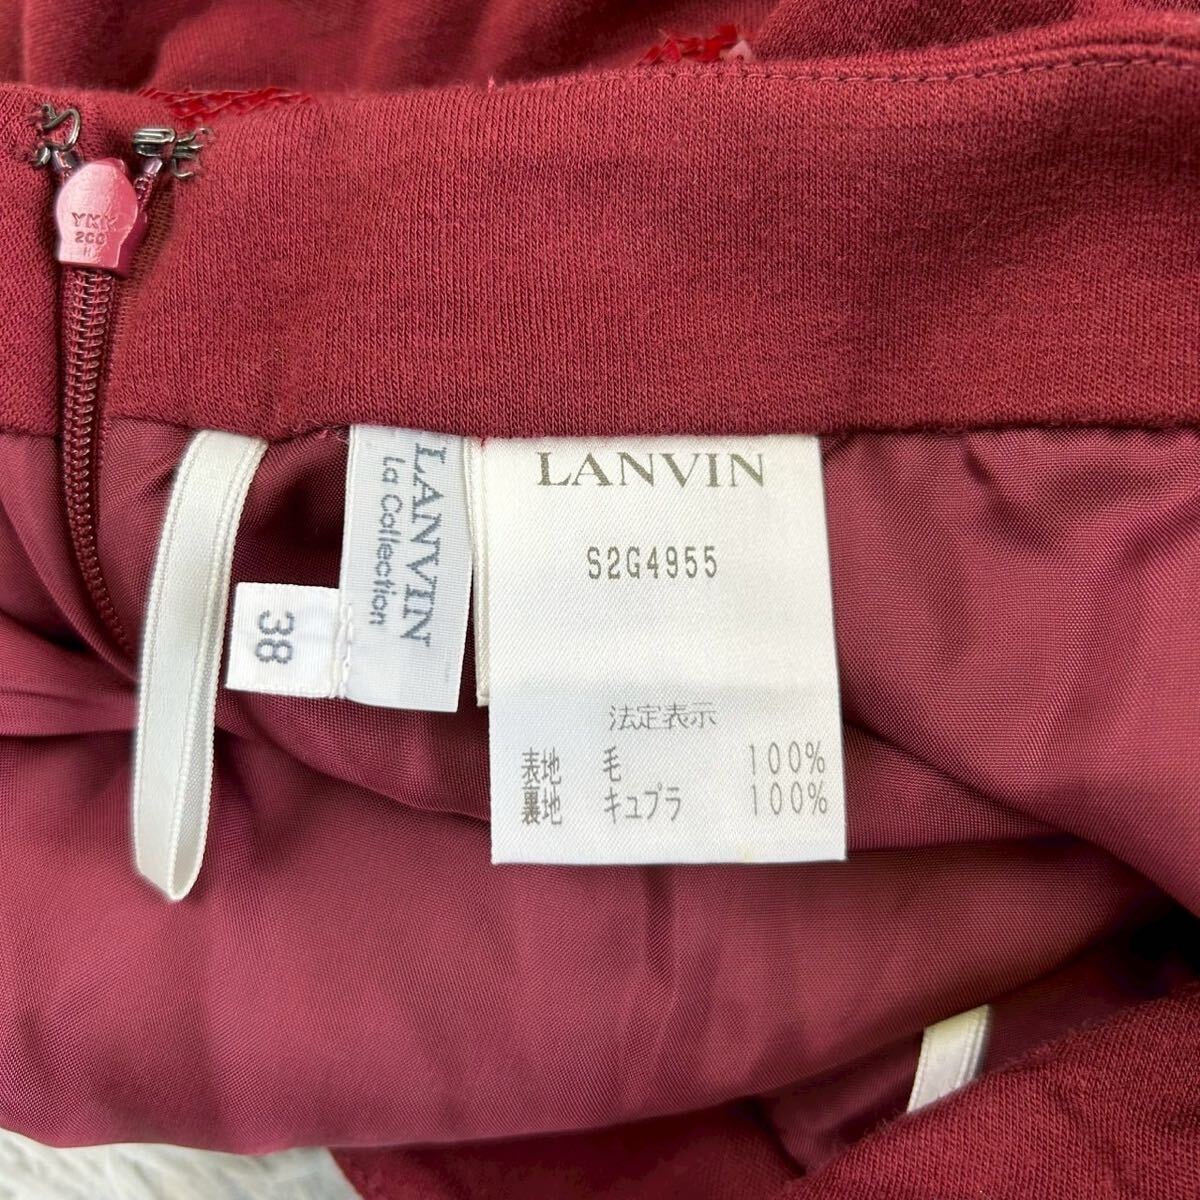 YKK
200
LANVIN
La Collection
38
LANVIN
S2G4955
法定表示
表地 毛 100%
裏地 キュプラ 100%